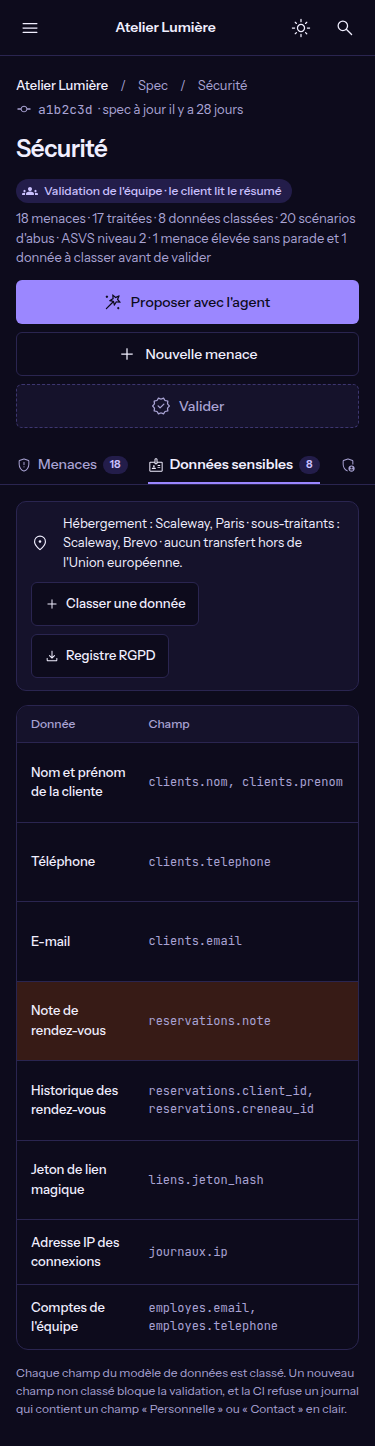 Atelier Lumière
Atelier Lumière / Spec / Sécurité
a1b2c3d · spec à jour il y a 28 jours
Sécurité
Validation de l'équipe · le client lit le résumé
18 menaces · 17 traitées · 8 données classées · 20 scénarios
d'abus · ASVS niveau 2 · 1 menace élevée sans parade et 1
donnée à classer avant de valider
Proposer avec l'agent
Nouvelle menace
Valider
Menaces 18 Données sensibles 8
Hébergement : Scaleway, Paris · sous-traitants :
Scaleway, Brevo · aucun transfert hors de
l'Union européenne.
Classer une donnée
Registre RGPD
Donnée Champ
Nom et prénom
de la cliente
clients.nom, clients.prenom
Téléphone clients.telephone
E-mail clients.email
Note de
rendez-vous
reservations.note
Historique des
rendez-vous
reservations.client_id,
reservations.creneau_id
Jeton de lien
magique
liens.jeton_hash
Adresse IP des
connexions
journaux.ip
Comptes de
l'équipe
employes.email,
employes.telephone
Chaque champ du modèle de données est classé. Un nouveau
champ non classé bloque la validation, et la CI refuse un journal
qui contient un champ « Personnelle » ou « Contact » en clair.